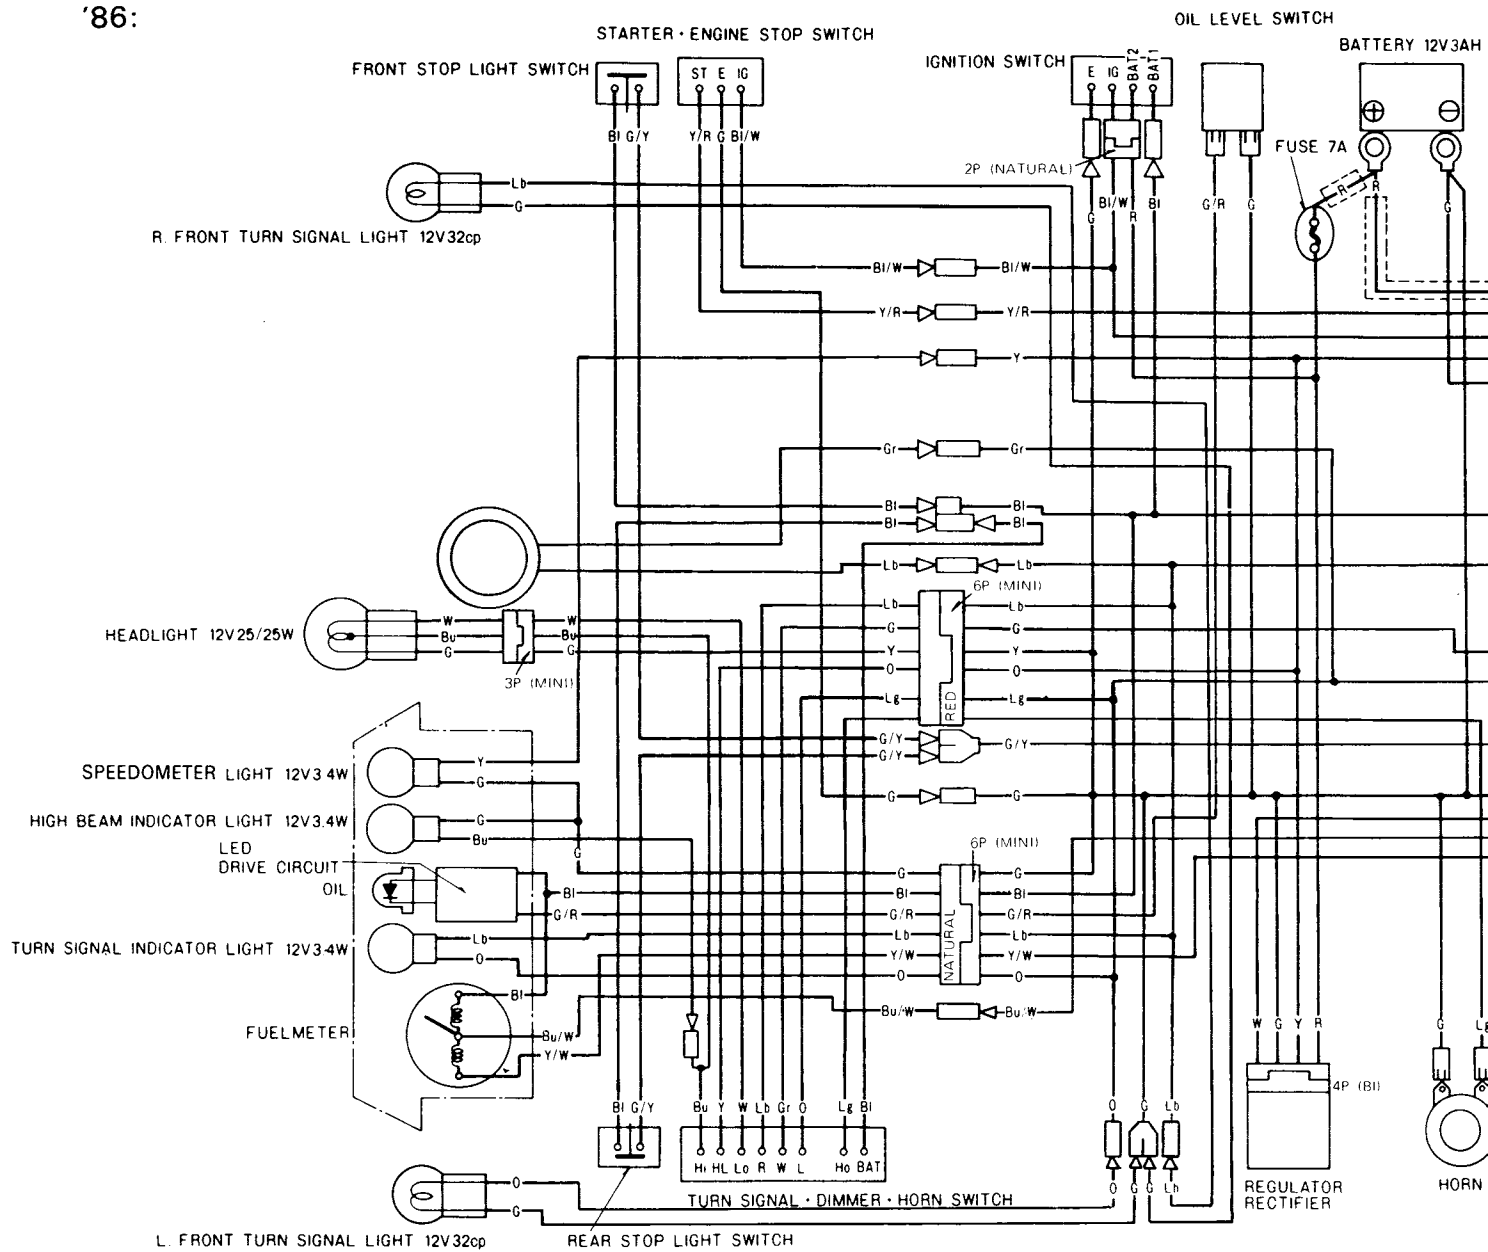 '86:
OIL LEVEL SWITCH
STARTER · ENGINE STOP SWITCH
BATTERY 12V3AH
IGNITION SWITCH
FRONT STOP LIGHT SWITCH
ST E IG
E IG BAT2 BAT1
Bl G/Y Y/R G Bl/W
FUSE 7A
2P (NATURAL)
R R
Lb
G
G Bl/W R Bl G/R G G
R. FRONT TURN SIGNAL LIGHT 12V32cp
Bl/W Bl/W
Y/R Y/R
Y
Gr Gr
Bl Bl
Bl Bl
Lb Lb
6P (MINI)
Lb Lb
W W G G
HEADLIGHT 12V25/25W
Bu Bu
G G Y Y
O O
3P (MINI)
Lg RED Lg
G/Y G/Y
G/Y
Y
SPEEDOMETER LIGHT 12V3.4W
G
G G
HIGH BEAM INDICATOR LIGHT 12V3.4W
G
Bu
6P (MINI)
LED
DRIVE CIRCUIT
G
G G
OIL
Bl Bl Bl
G/R G/R G/R
Lb Lb Lb
TURN SIGNAL INDICATOR LIGHT 12V3.4W
O Y/W NATURAL Y/W
O O
Bl
Bu/W Bu/W
FUELMETER
Bu/W
Y/W
W G Y R G Lg
4P (Bl)
Bl G/Y Bu Y W Lb Gr O Lg Bl O G Lb
Hi HL Lo R W L Ho BAT
O G G Lb
O
TURN SIGNAL · DIMMER · HORN SWITCH
REGULATOR
RECTIFIER
HORN
G
L. FRONT TURN SIGNAL LIGHT 12V32cp
REAR STOP LIGHT SWITCH